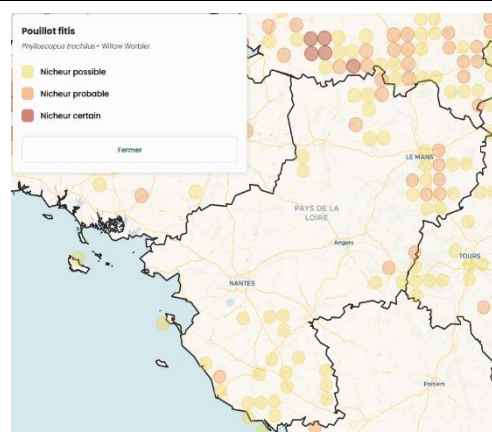 Pouillot fitis
Phylloscopus trochilus - Willow Warbler
Nicheur possible
Nicheur probable
Nicheur certain
Fermer
LE MANS
PAYS DE LA
LOIRE
Angers
TOURS
NANTES
Poitiers